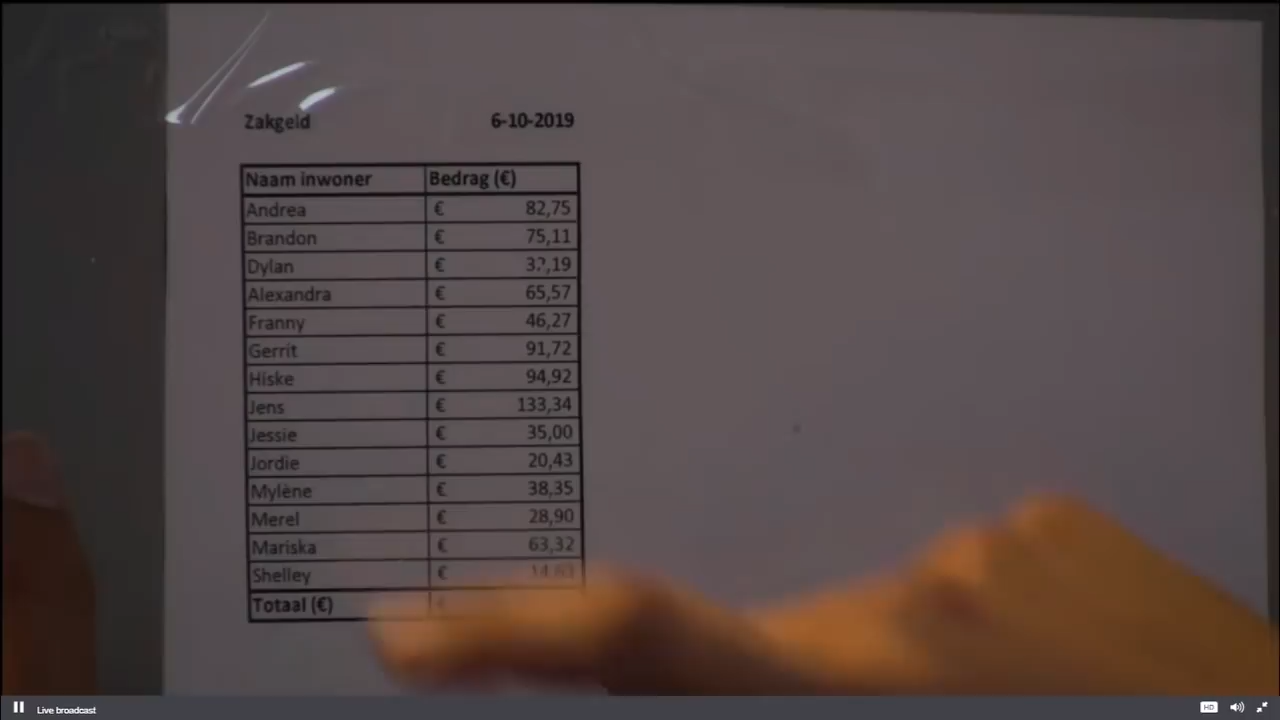 Zakgeld 6-10-2019
Naam inwoner Bedrag (€)
Andrea € 82,75
Brandon € 75,11
Dylan €
Alexandra € 65,57
Franny € 46,27
Gerrit € 91,72
Hiske € 94,92
Jens € 133,34
Jessie € 35,00
Jordie € 20,43
Mylène € 38,35
Merel € 28,90
Mariska € 63,32
Shelley €
Totaal (€)
Live broadcast HD